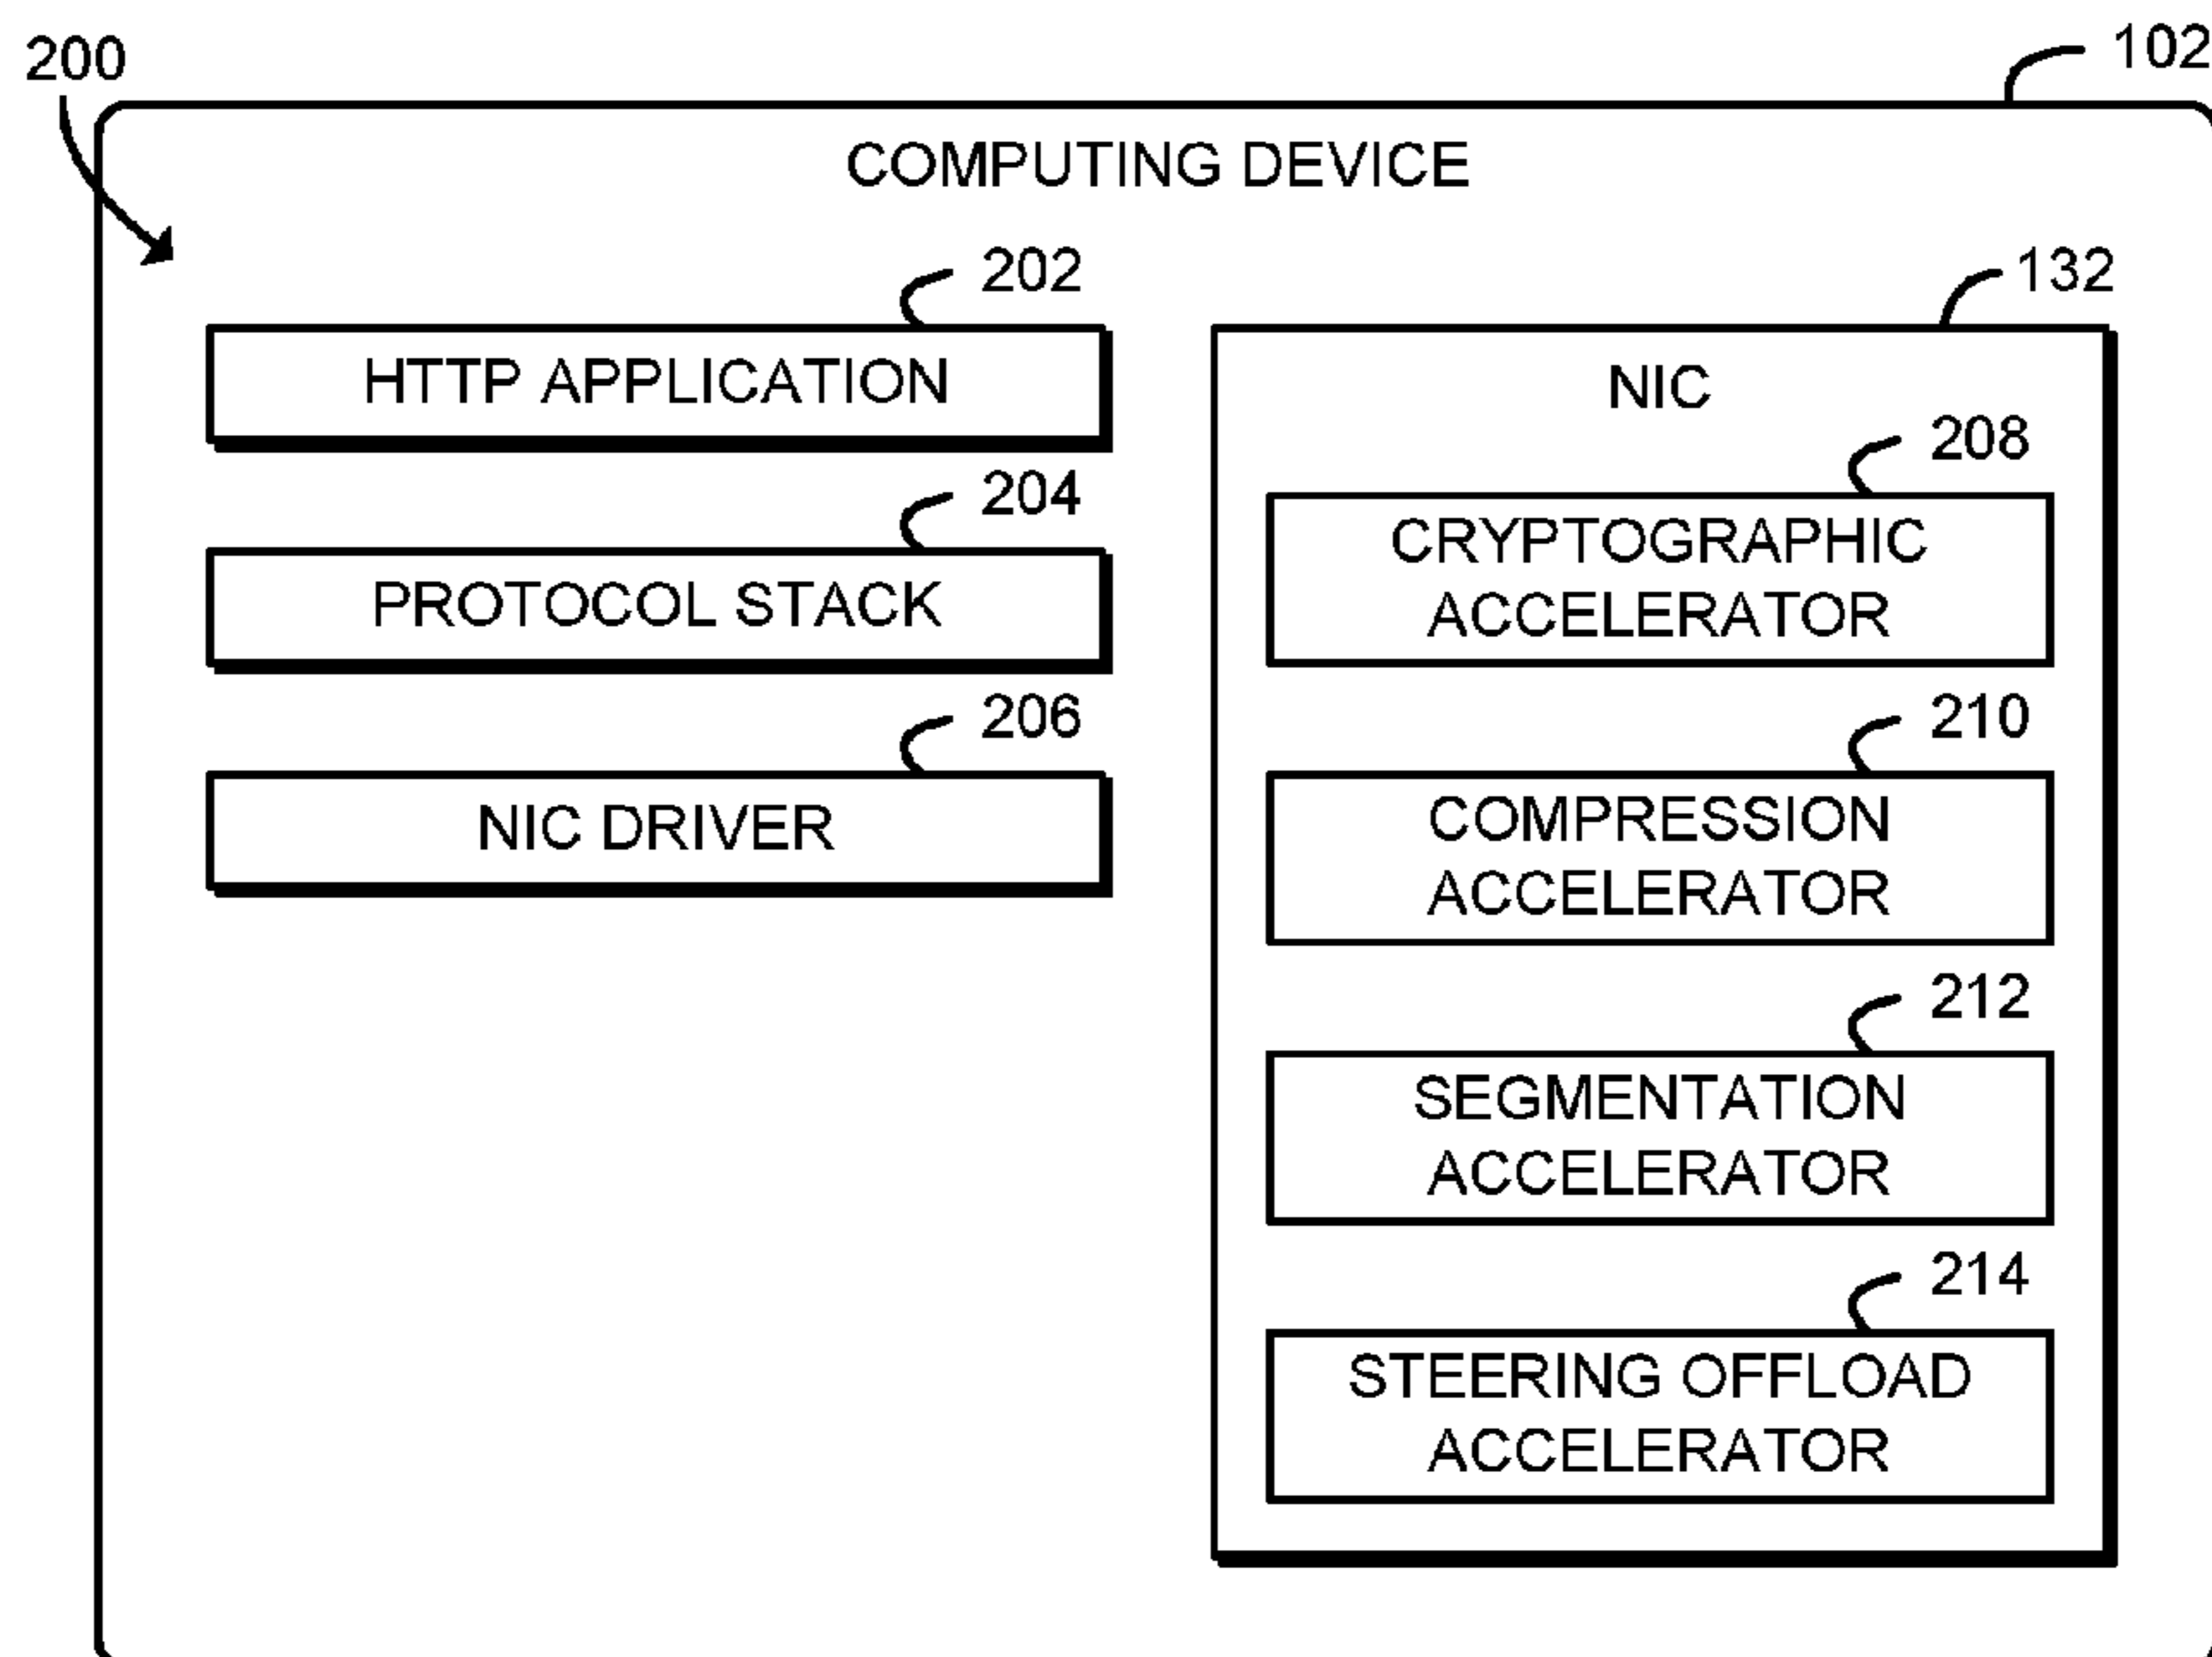 200
102
COMPUTING DEVICE
202
HTTP APPLICATION
204
PROTOCOL STACK
206
NIC DRIVER
132
NIC
208
CRYPTOGRAPHIC
ACCELERATOR
210
COMPRESSION
ACCELERATOR
212
SEGMENTATION
ACCELERATOR
214
STEERING OFFLOAD
ACCELERATOR